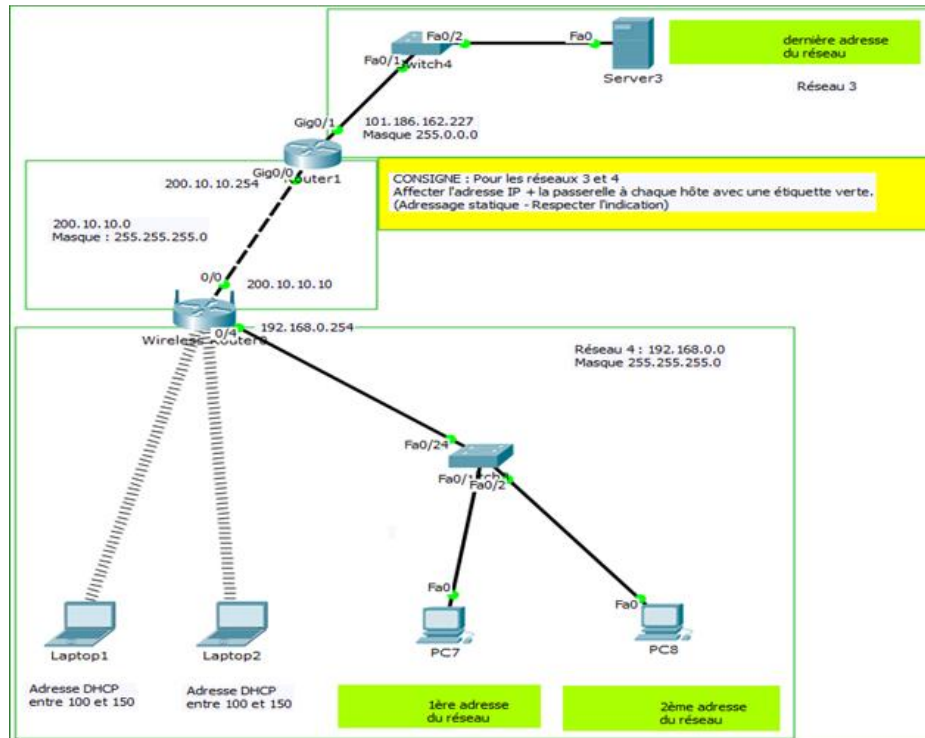 Fa0/2
Fa0
Fa0/1
witch4
Server3
dernière adresse
du réseau
Réseau 3
Gig0/1
101.186.162.227
Masque 255.0.0.0
Gig0/0
outer1
200.10.10.254
CONSIGNE : Pour les réseaux 3 et 4
Affecter l'adresse IP + la passerelle à chaque hôte avec une étiquette verte.
(Adressage statique - Respecter l'indication)
200.10.10.0
Masque : 255.255.255.0
0/0
200.10.10.10
192.168.0.254
0/4
Wireless Router
Réseau 4 : 192.168.0.0
Masque 255.255.255.0
Fa0/24
Fa0/
Fa0/2
Fa0
Fa0
Laptop1
Laptop2
PC7
PC8
Adresse DHCP
entre 100 et 150
Adresse DHCP
entre 100 et 150
1ère adresse
du réseau
2ème adresse
du réseau